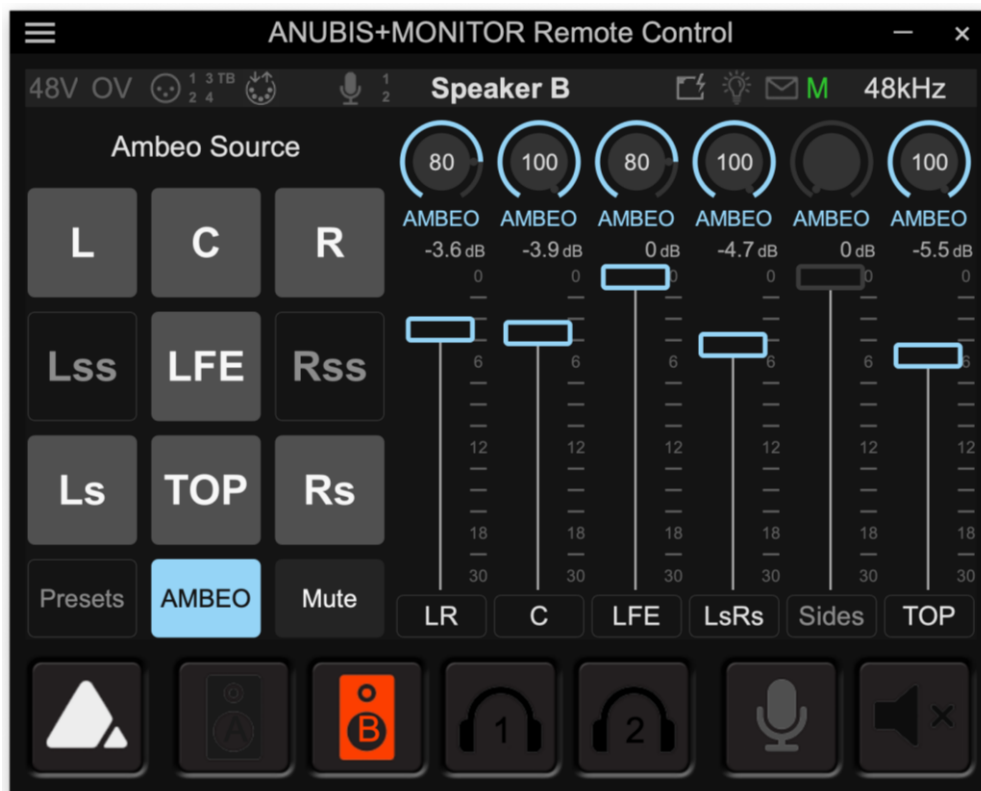 ANUBIS+MONITOR Remote Control
48V OV 1 2 3 4 TB 1 2 Speaker B M 48kHz
Ambeo Source
L C R
Lss LFE Rss
Ls TOP Rs
Presets AMBEO Mute
80 100 80 100 100
AMBEO AMBEO AMBEO AMBEO AMBEO AMBEO
-3.6 dB -3.9 dB 0 dB -4.7 dB 0 dB -5.5 dB
0 0 0 0 0 0
6 6 6 6 6 6
12 12 12 12 12 12
18 18 18 18 18 18
30 30 30 30 30 30
LR C LFE LsRs Sides TOP
A B 1 2